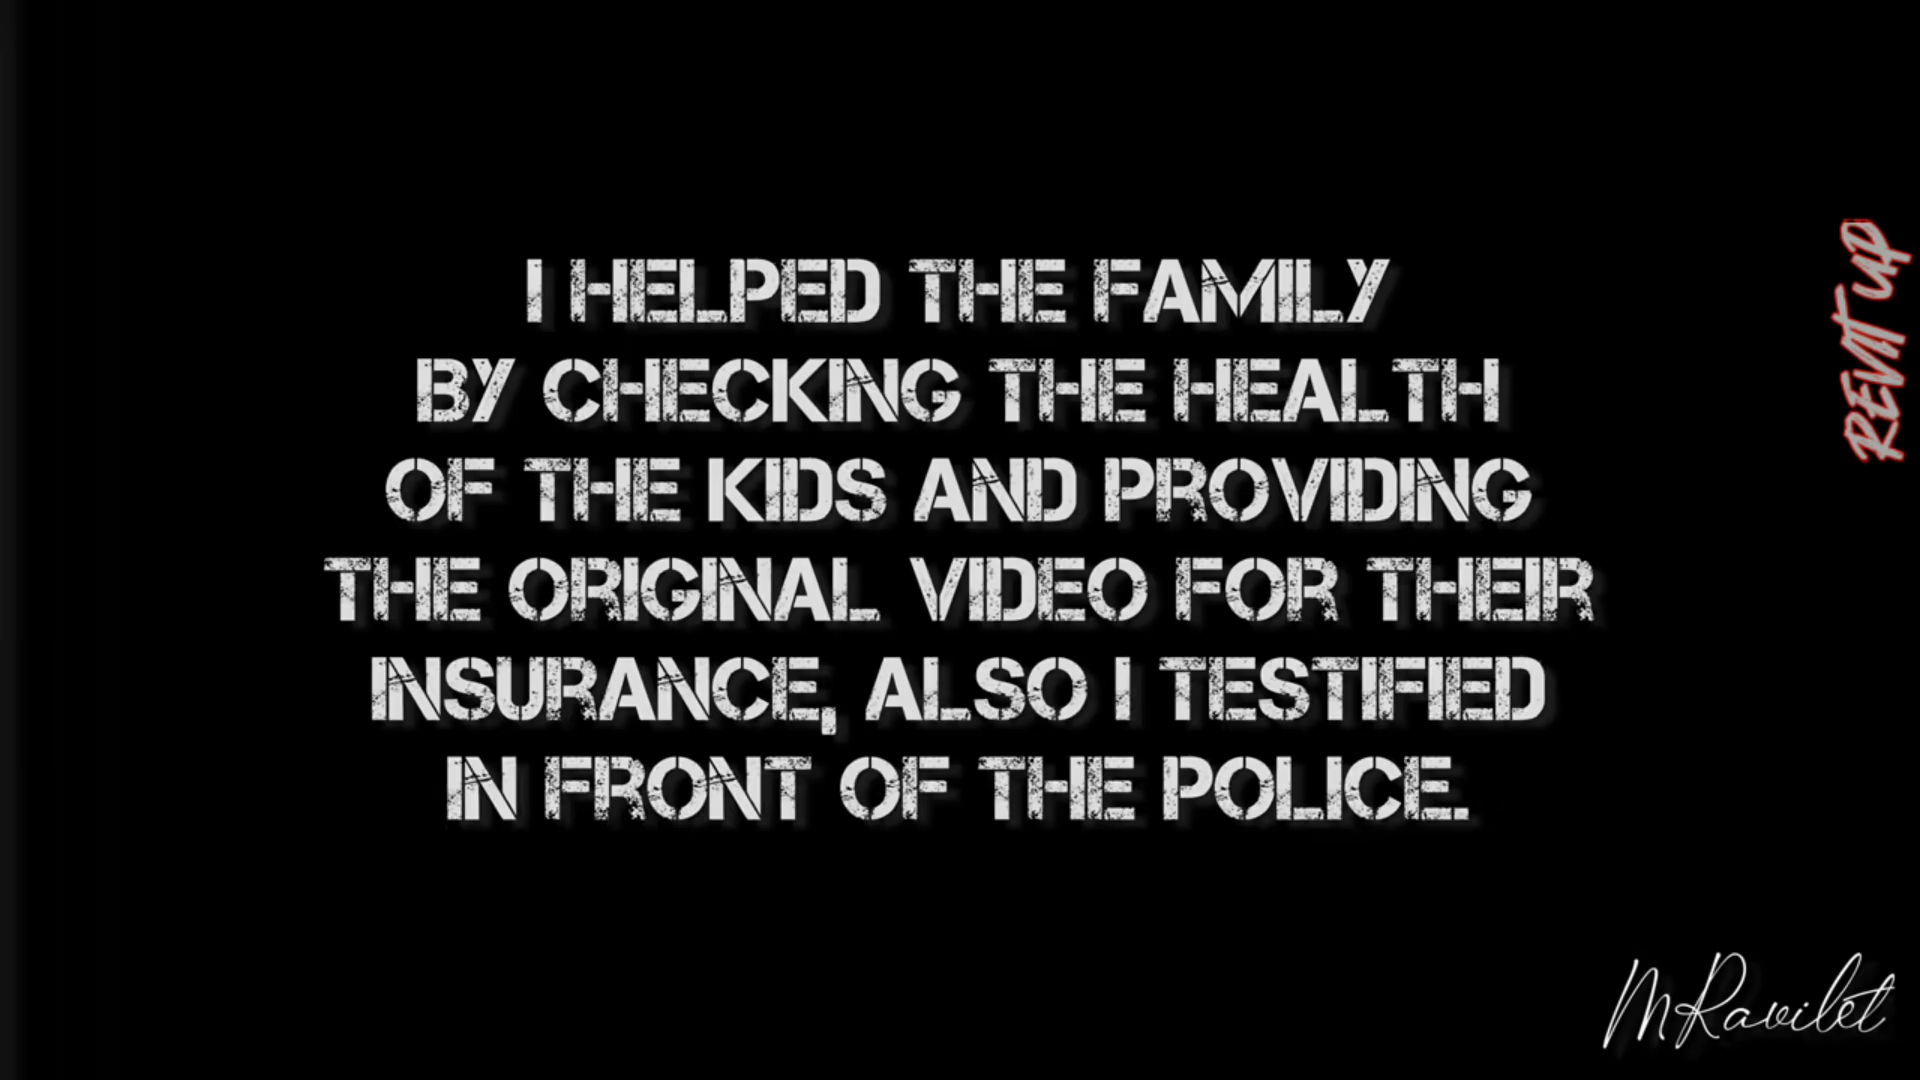 I HELPED THE FAMILY
BY CHECKING THE HEALTH
OF THE KIDS AND PROVIDING
THE ORIGINAL VIDEO FOR THEIR
INSURANCE, ALSO I TESTIFIED
IN FRONT OF THE POLICE.
REVIT UP
MRavilet